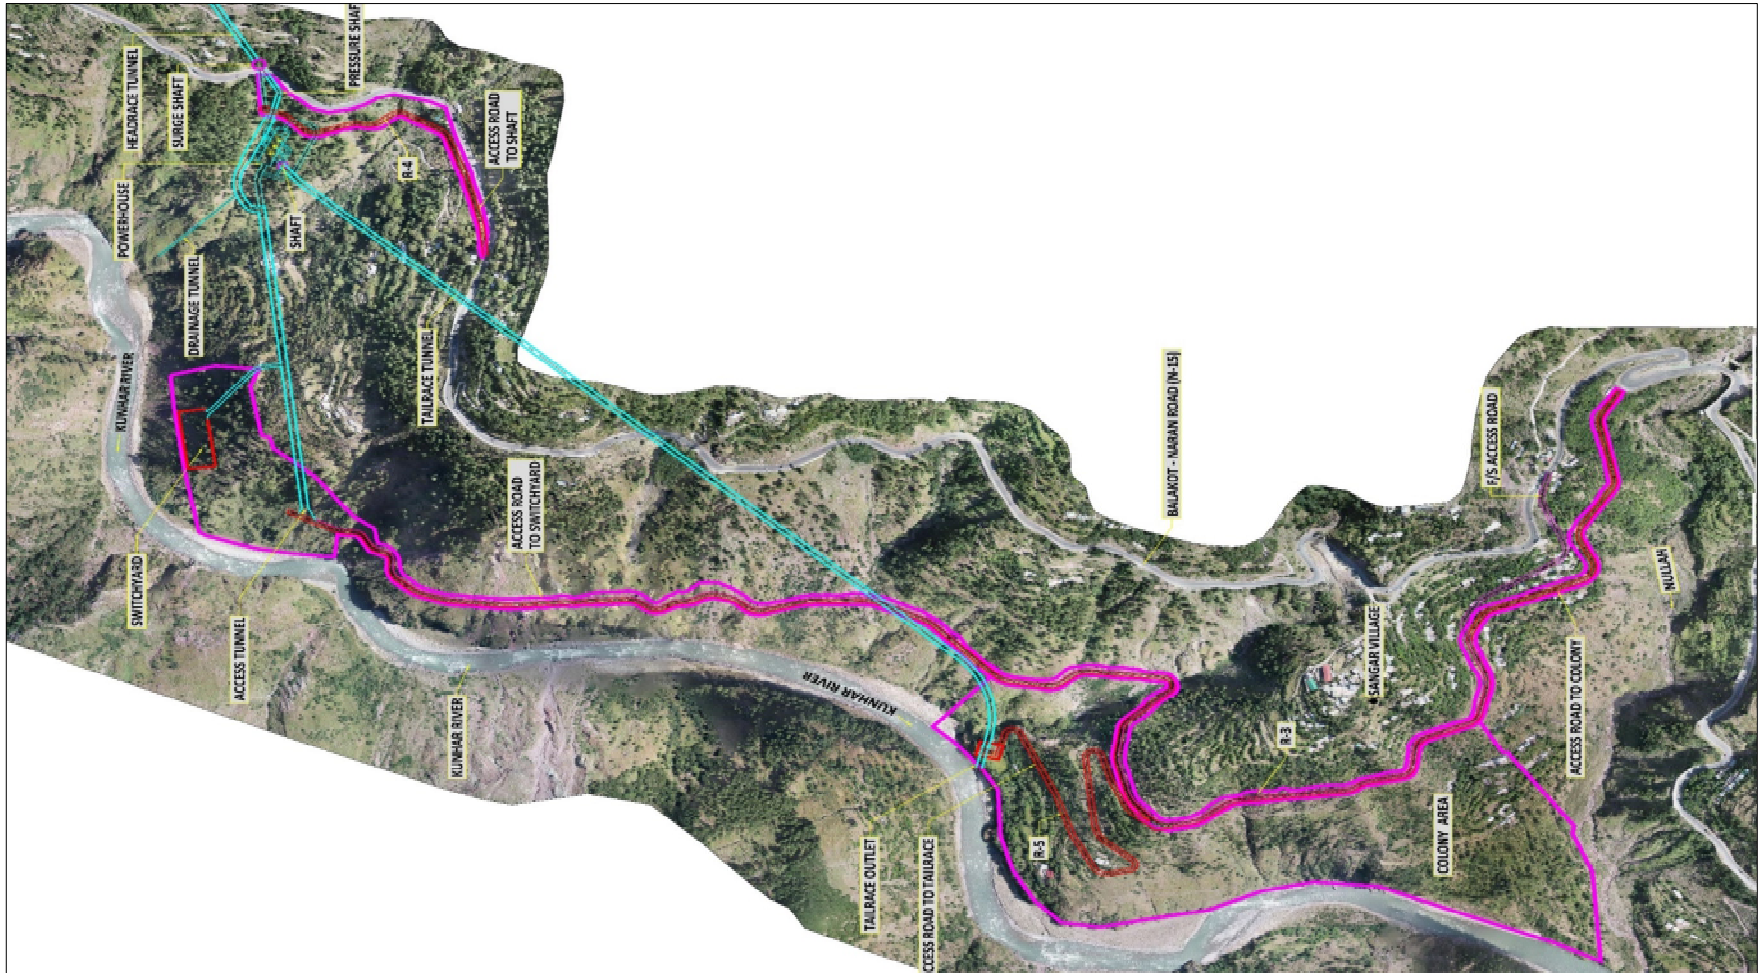 HEADRACE TUNNEL
SURGE SHAFT
PRESSURE SHAF
POWERHOUSE
SHAFT
R-4
ACCESS ROAD
TO SHAFT
DRAINAGE TUNNEL
KUNHAR RIVER
TAILRACE TUNNEL
SWITCHYARD
ACCESS TUNNEL
ACCESS ROAD
TO SWITCHYARD
KUNHAR RIVER
KUNHAR RIVER
BALAKOT - NARAN ROAD (N-15)
F/S ACCESS ROAD
NULLAH
SANGAR VILLAGE
ACCESS ROAD TO COLONY
R-3
COLONY AREA
R-5
TAILRACE OUTLET
CCESS ROAD TO TAILRACE